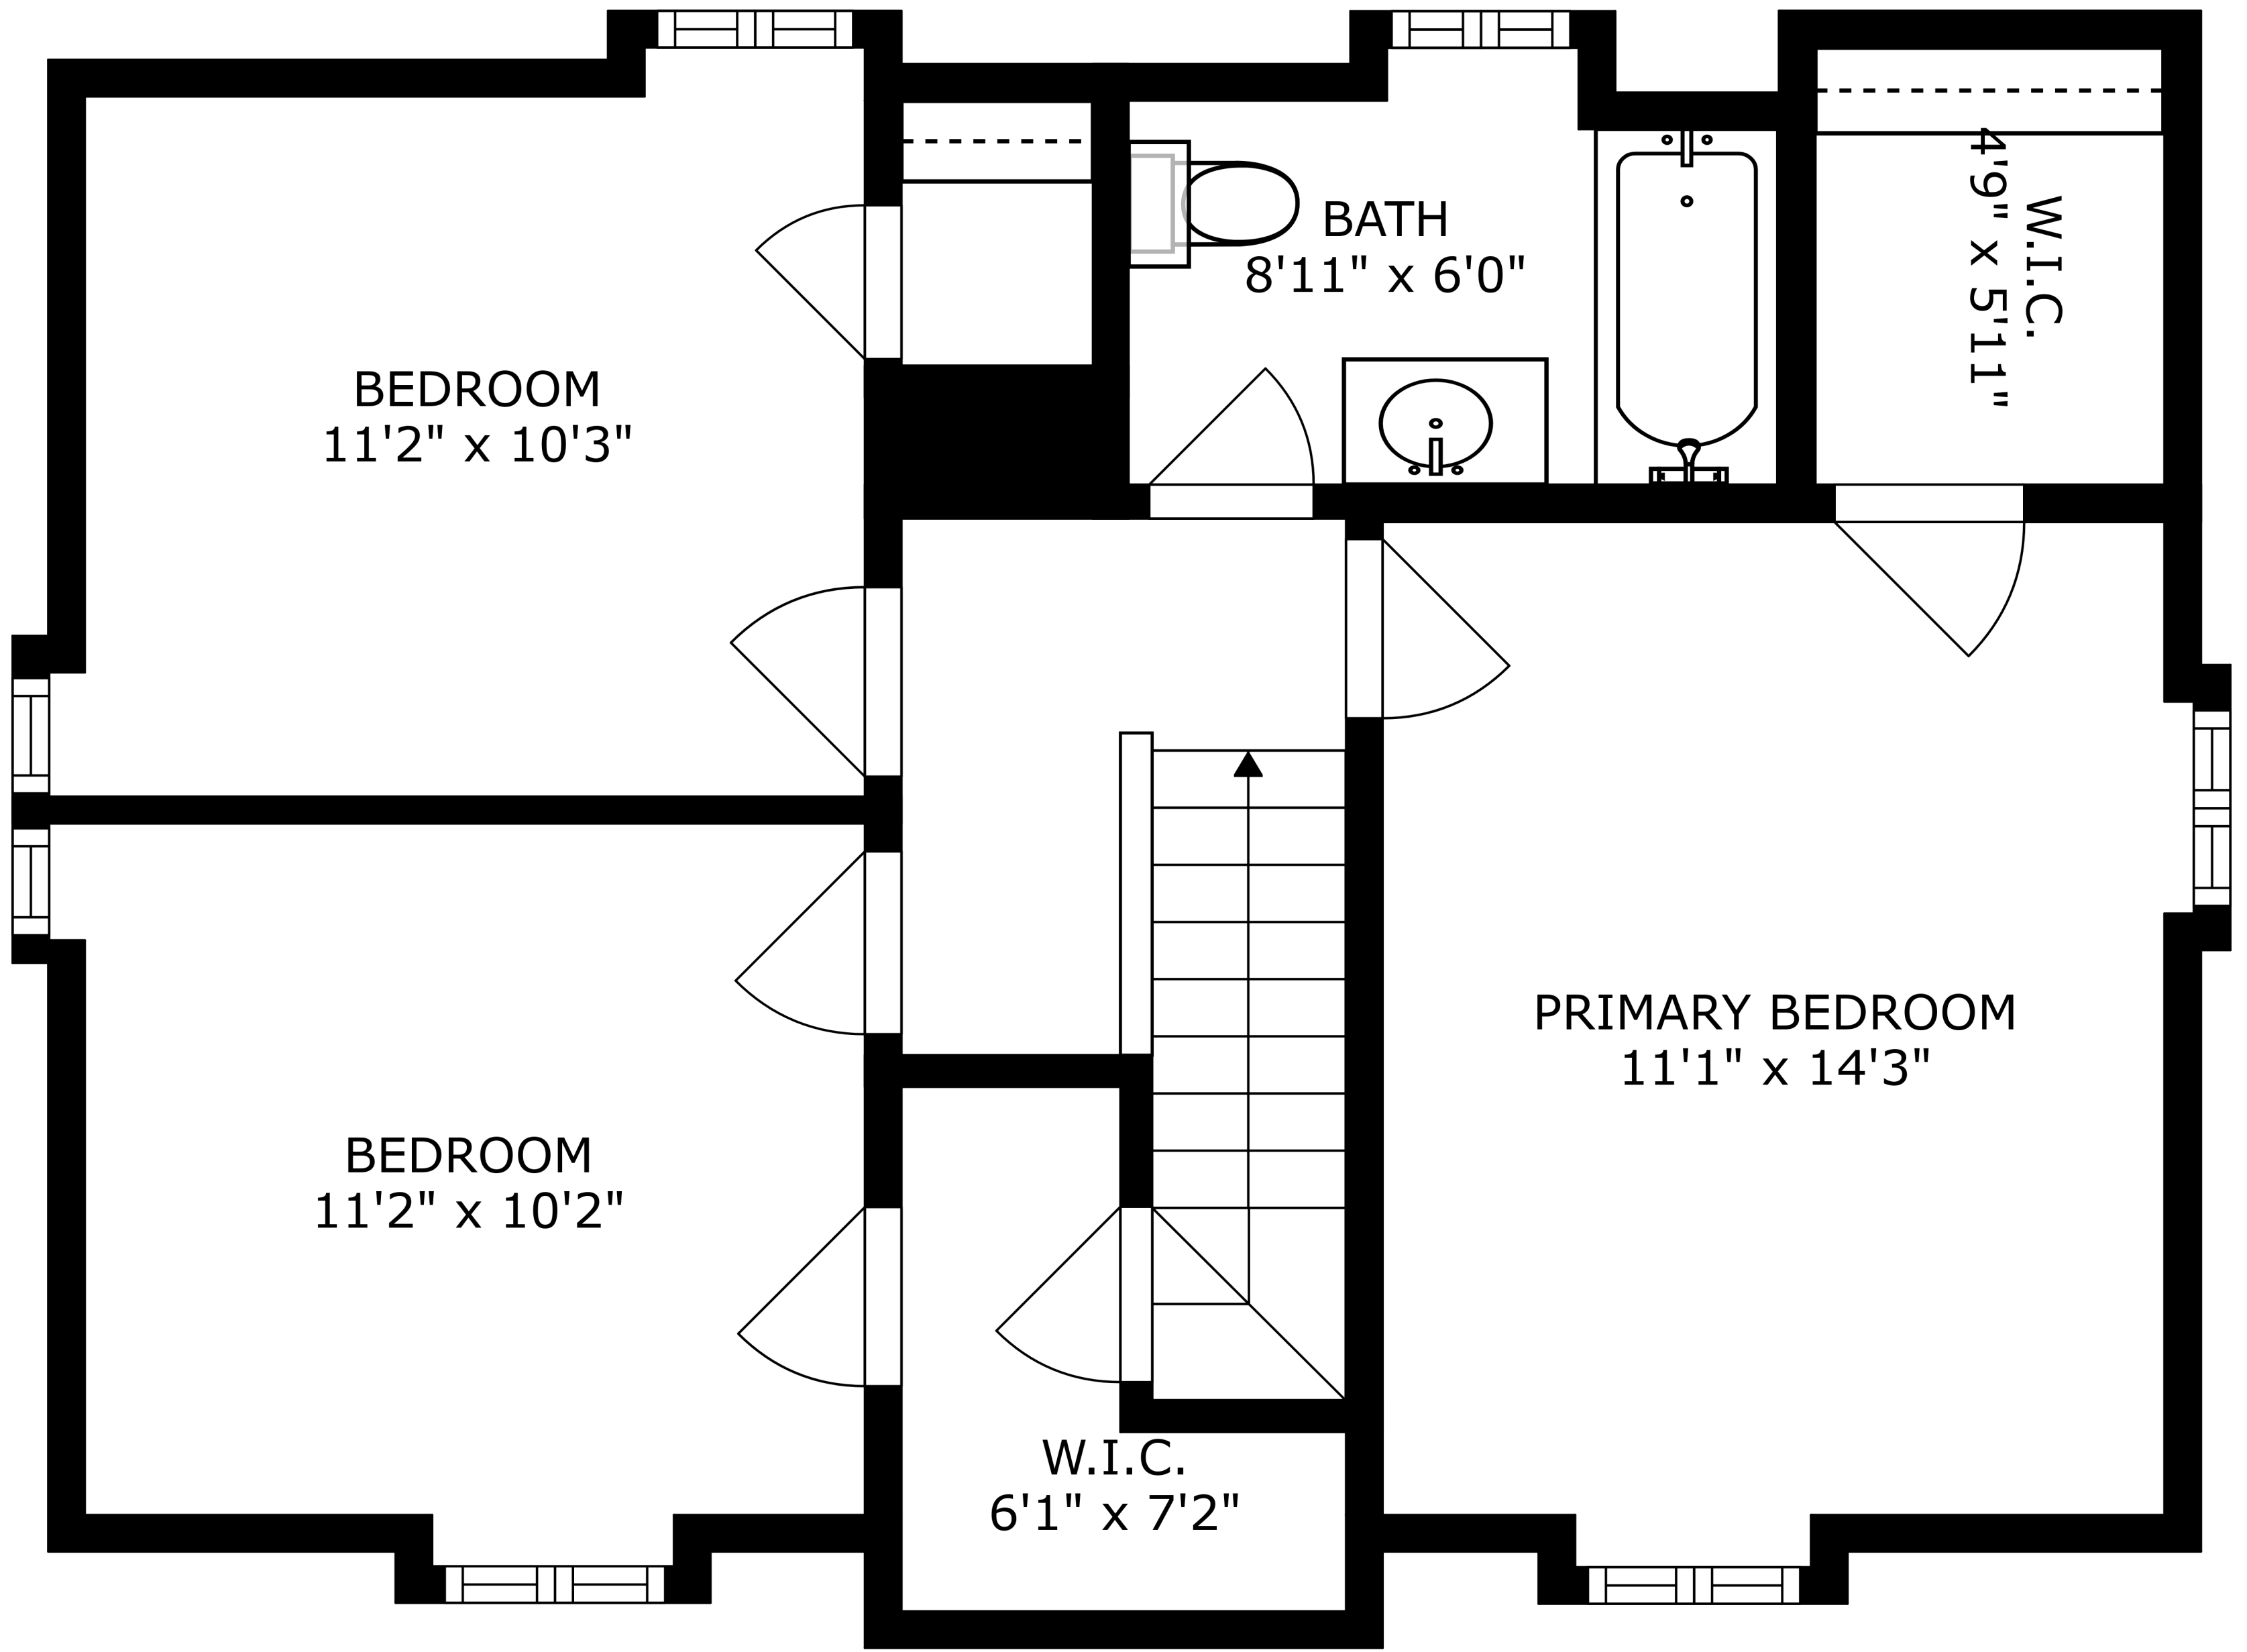 BEDROOM
11'2" x 10'3"
BATH
8'11" x 6'0"
W.I.C.
4'9" x 5'11"
PRIMARY BEDROOM
11'1" x 14'3"
BEDROOM
11'2" x 10'2"
W.I.C.
6'1" x 7'2"